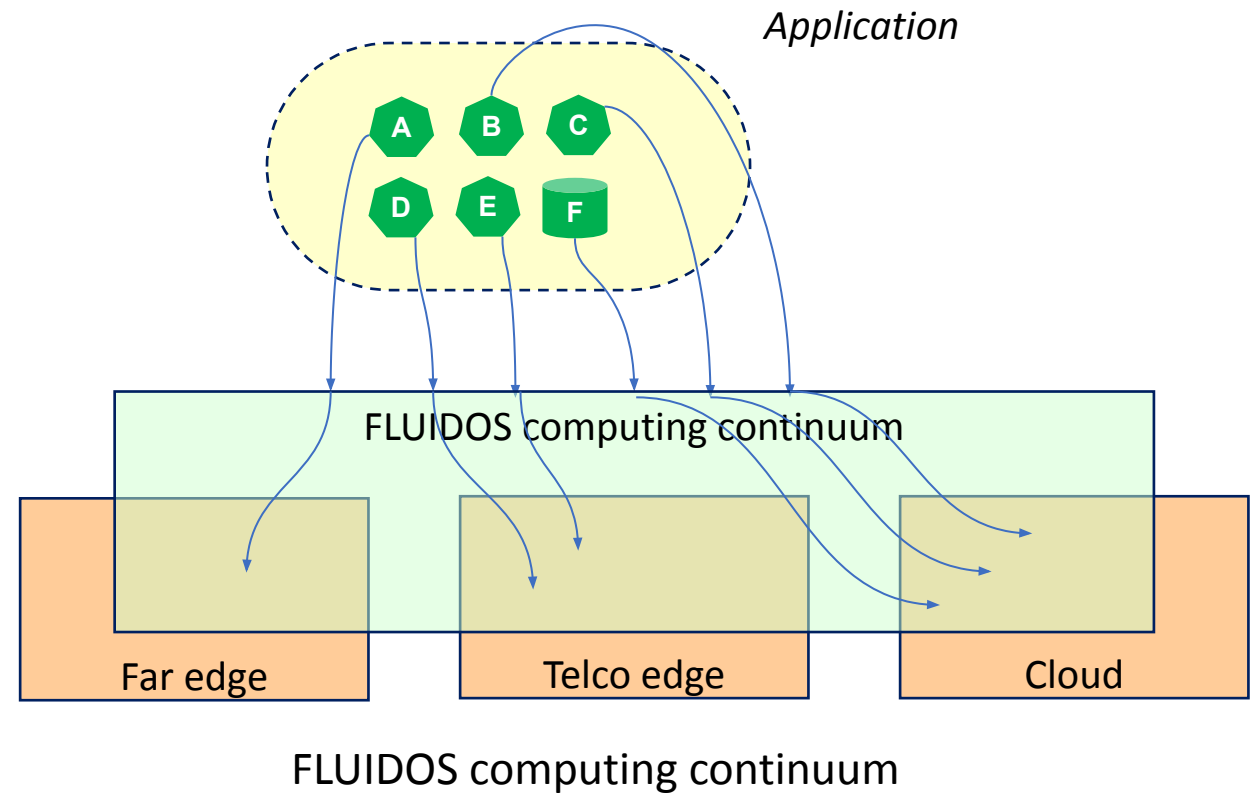 Application
A
B
C
D
E
F
FLUIDOS computing continuum
Far edge
Telco edge
Cloud
FLUIDOS computing continuum